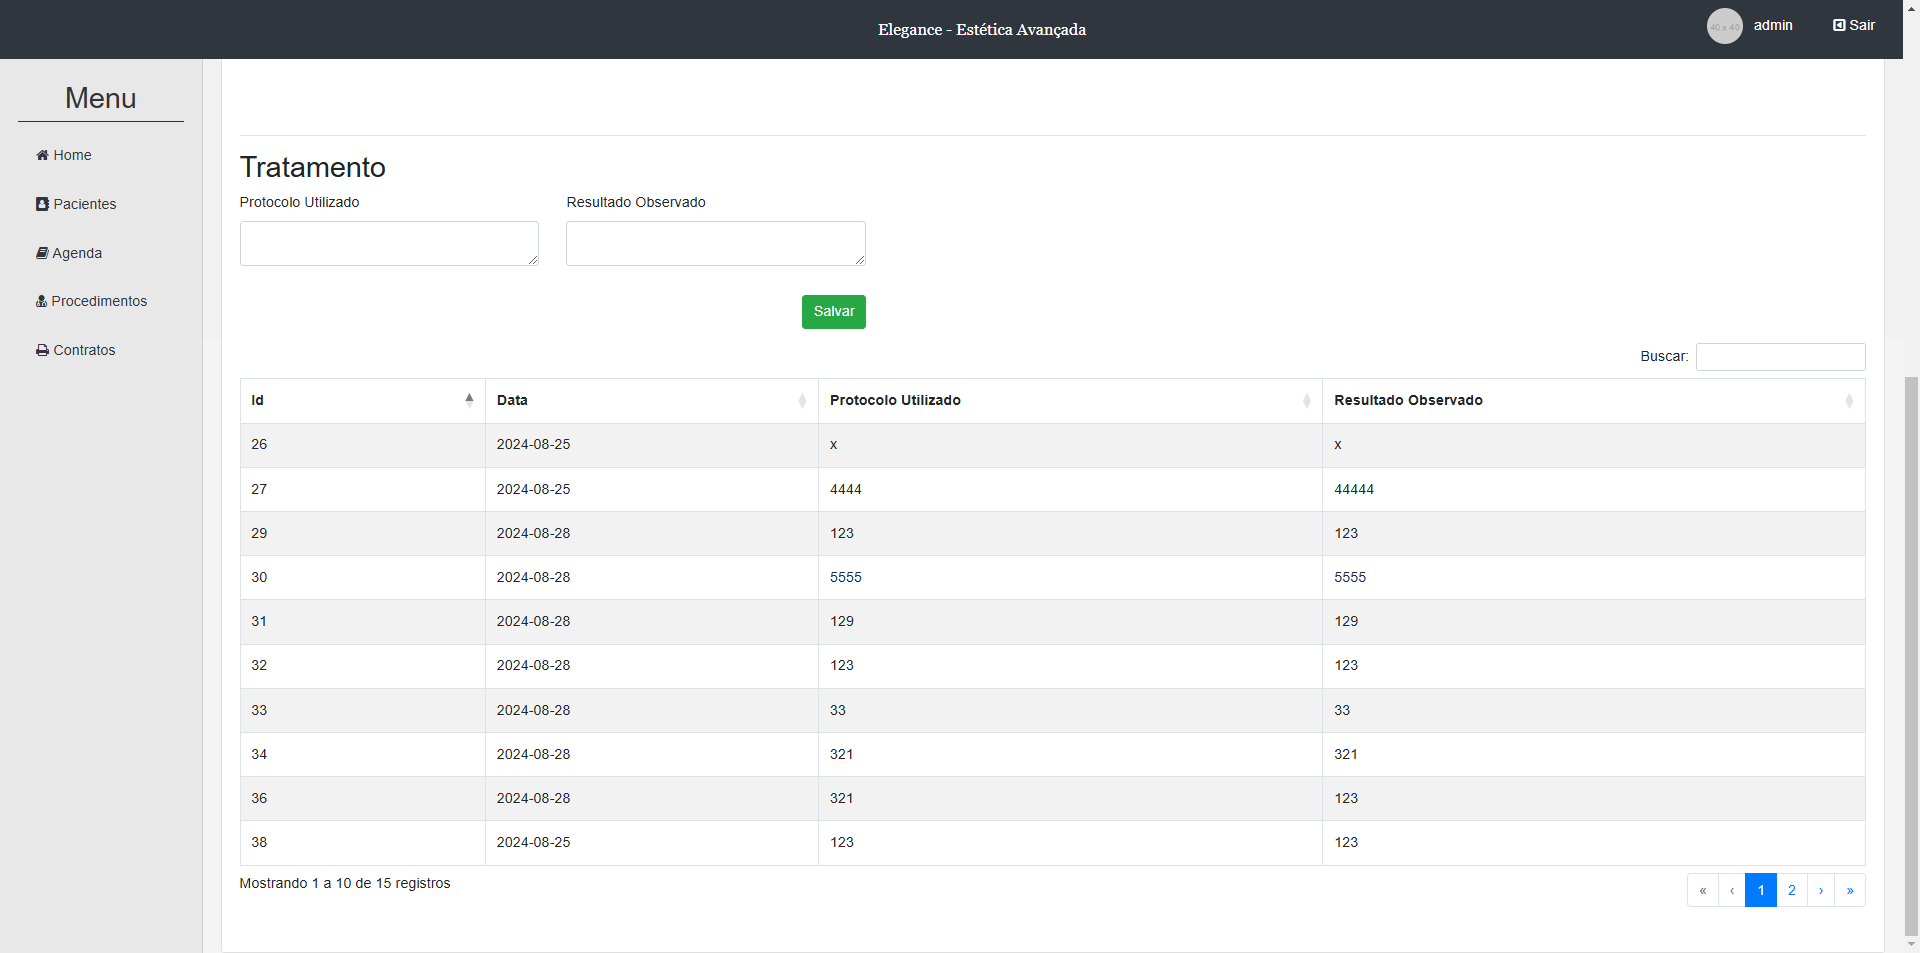 Elegance - Estética Avançada
40 x 40 admin Sair
Menu
Home
Pacientes
Agenda
Procedimentos
Contratos
Tratamento
Protocolo Utilizado Resultado Observado
Salvar
Buscar:
Id Data Protocolo Utilizado Resultado Observado
26 2024-08-25 x x
27 2024-08-25 4444 44444
29 2024-08-28 123 123
30 2024-08-28 5555 5555
31 2024-08-28 129 129
32 2024-08-28 123 123
33 2024-08-28 33 33
34 2024-08-28 321 321
36 2024-08-28 321 123
38 2024-08-25 123 123
Mostrando 1 a 10 de 15 registros
« ‹ 1 2 › »